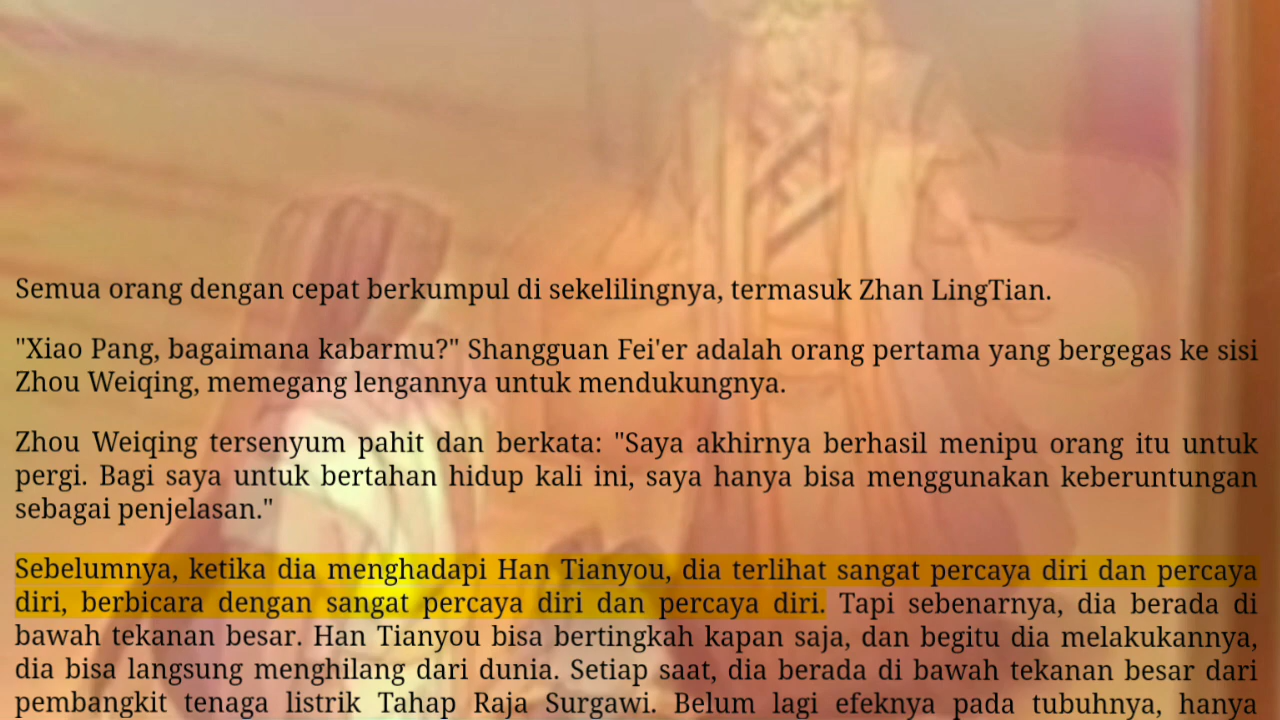 Semua orang dengan cepat berkumpul di sekelilingnya, termasuk Zhan LingTian.
"Xiao Pang, bagaimana kabarmu?" Shangguan Fei'er adalah orang pertama yang bergegas ke sisi
Zhou Weiqing, memegang lengannya untuk mendukungnya.
Zhou Weiqing tersenyum pahit dan berkata: "Saya akhirnya berhasil menipu orang itu untuk
pergi. Bagi saya untuk bertahan hidup kali ini, saya hanya bisa menggunakan keberuntungan
sebagai penjelasan."
Sebelumnya, ketika dia menghadapi Han Tianyou, dia terlihat sangat percaya diri dan percaya
diri, berbicara dengan sangat percaya diri dan percaya diri. Tapi sebenarnya, dia berada di
bawah tekanan besar. Han Tianyou bisa bertingkah kapan saja, dan begitu dia melakukannya,
dia bisa langsung menghilang dari dunia. Setiap saat, dia berada di bawah tekanan besar dari
pembangkit tenaga listrik Tahap Raja Surgawi. Belum lagi efeknya pada tubuhnya, hanya